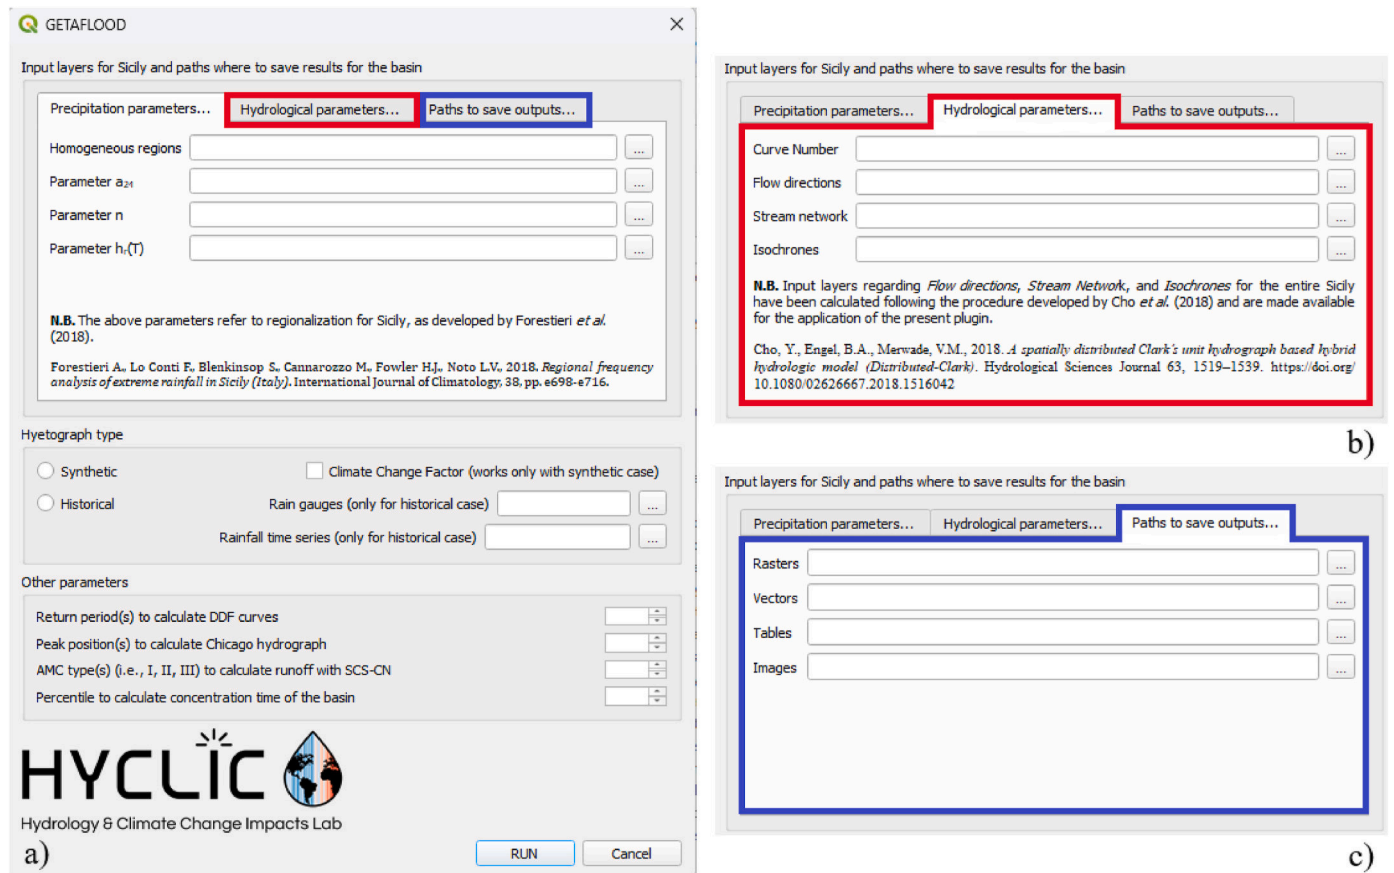 GETAFLOOD
Input layers for Sicily and paths where to save results for the basin
Precipitation parameters...
Hydrological parameters...
Paths to save outputs...
Homogeneous regions
...
Parameter a₂₄
...
Parameter n
...
Parameter hᵣ(T)
...
N.B. The above parameters refer to regionalization for Sicily, as developed by Forestieri et al.
(2018).
Forestieri A., Lo Conti F., Blenkinsop S., Cannarozzo M., Fowler H.J., Noto L.V., 2018. Regional frequency
analysis of extreme rainfall in Sicily (Italy). International Journal of Climatology, 38, pp. e698-e716.
Hyetograph type
Synthetic
Climate Change Factor (works only with synthetic case)
Historical
Rain gauges (only for historical case)
...
Rainfall time series (only for historical case)
...
Other parameters
Return period(s) to calculate DDF curves
Peak position(s) to calculate Chicago hydrograph
AMC type(s) (i.e., I, II, III) to calculate runoff with SCS-CN
Percentile to calculate concentration time of the basin
HYCLIC
Hydrology & Climate Change Impacts Lab
a)
RUN
Cancel
Input layers for Sicily and paths where to save results for the basin
Precipitation parameters...
Hydrological parameters...
Paths to save outputs...
Curve Number
...
Flow directions
...
Stream network
...
Isochrones
...
N.B. Input layers regarding Flow directions, Stream Network, and Isochrones for the entire Sicily
have been calculated following the procedure developed by Cho et al. (2018) and are made available
for the application of the present plugin.
Cho, Y., Engel, B.A., Merwade, V.M., 2018. A spatially distributed Clark's unit hydrograph based hybrid
hydrologic model (Distributed-Clark). Hydrological Sciences Journal 63, 1519–1539. https://doi.org/
10.1080/02626667.2018.1516042
b)
Input layers for Sicily and paths where to save results for the basin
Precipitation parameters...
Hydrological parameters...
Paths to save outputs...
Rasters
...
Vectors
...
Tables
...
Images
...
c)